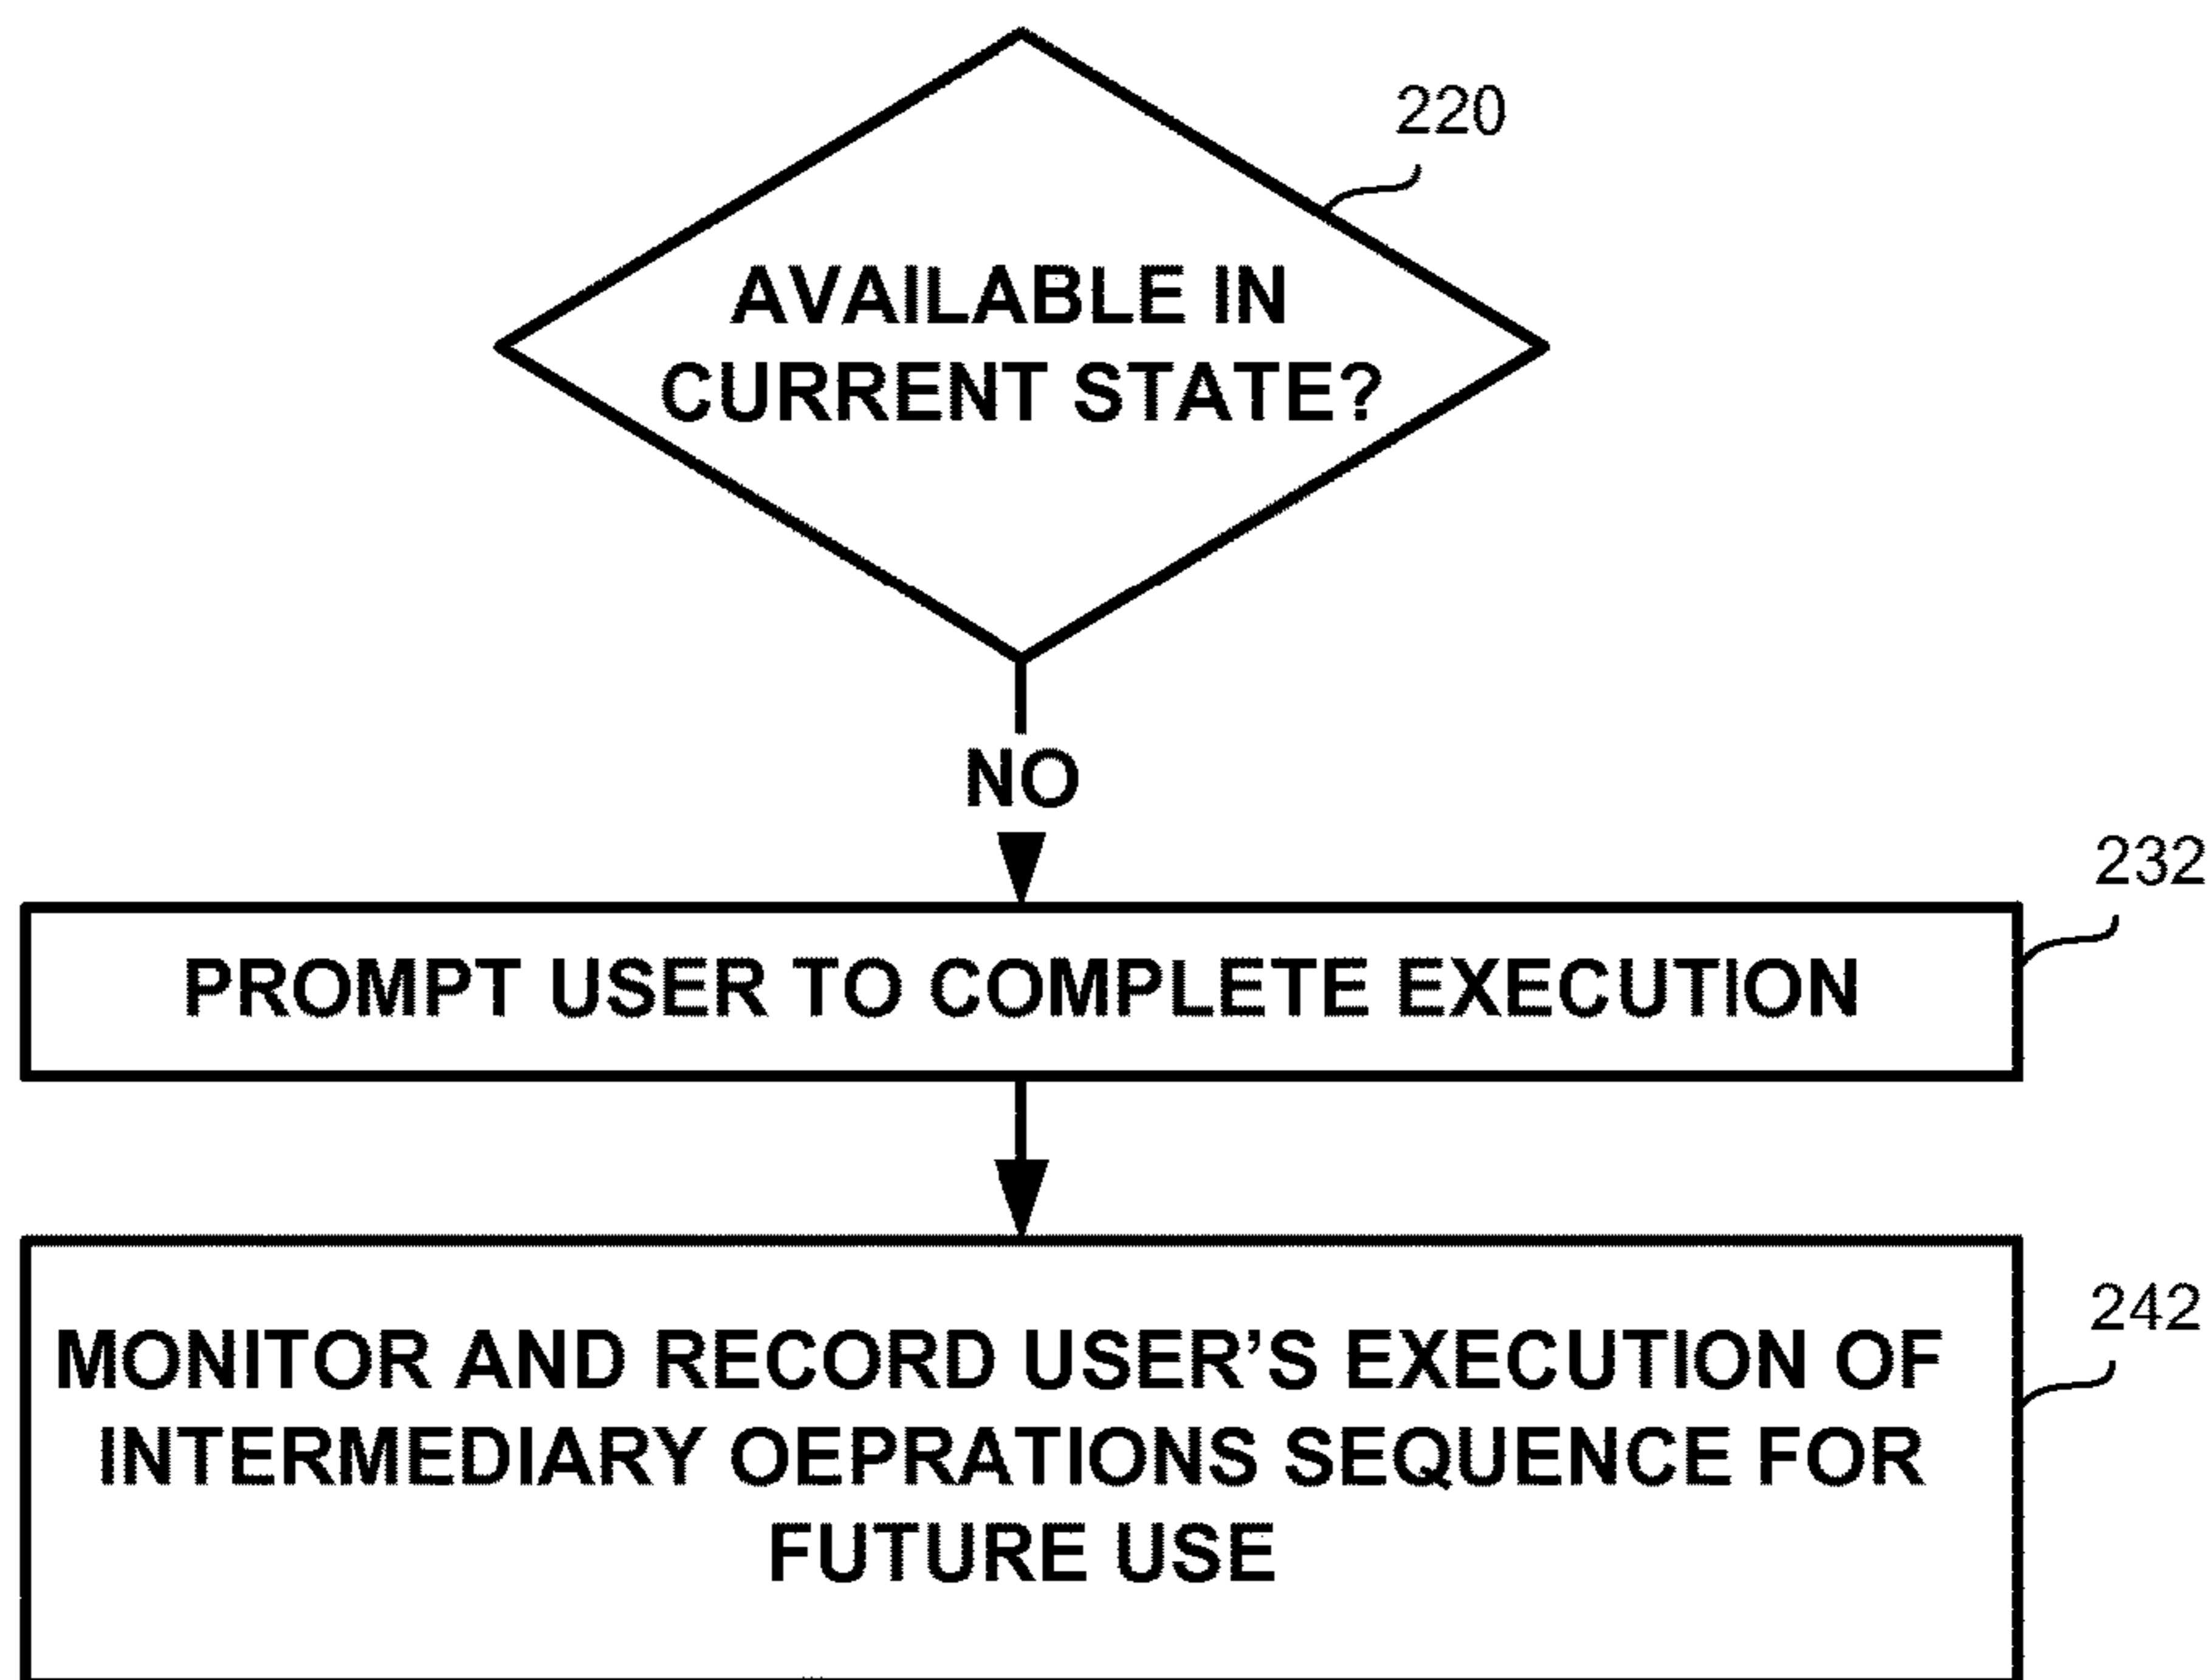 220
AVAILABLE IN
CURRENT STATE?
NO
232
PROMPT USER TO COMPLETE EXECUTION
242
MONITOR AND RECORD USER’S EXECUTION OF
INTERMEDIARY OEPRATIONS SEQUENCE FOR
FUTURE USE